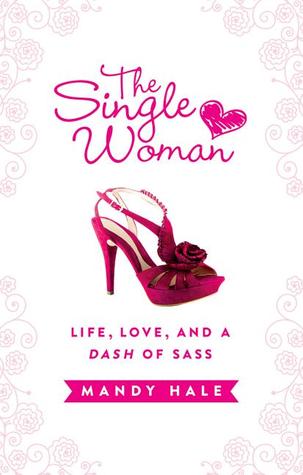 The
Single
Woman
LIFE, LOVE, AND A
DASH OF SASS
MANDY HALE